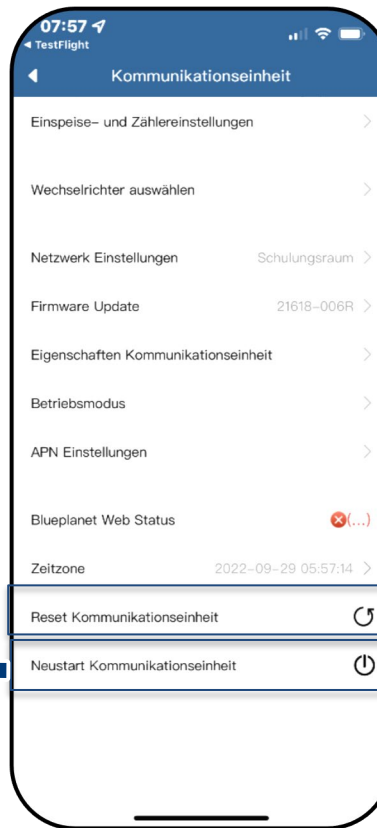 07:57
◀ TestFlight
Kommunikationseinheit
Einspeise- und Zählereinstellungen
Wechselrichter auswählen
Netzwerk Einstellungen Schulungsraum
Firmware Update 21618-006R
Eigenschaften Kommunikationseinheit
Betriebsmodus
APN Einstellungen
Blueplanet Web Status (...)
Zeitzone 2022-09-29 05:57:14
Reset Kommunikationseinheit
Neustart Kommunikationseinheit